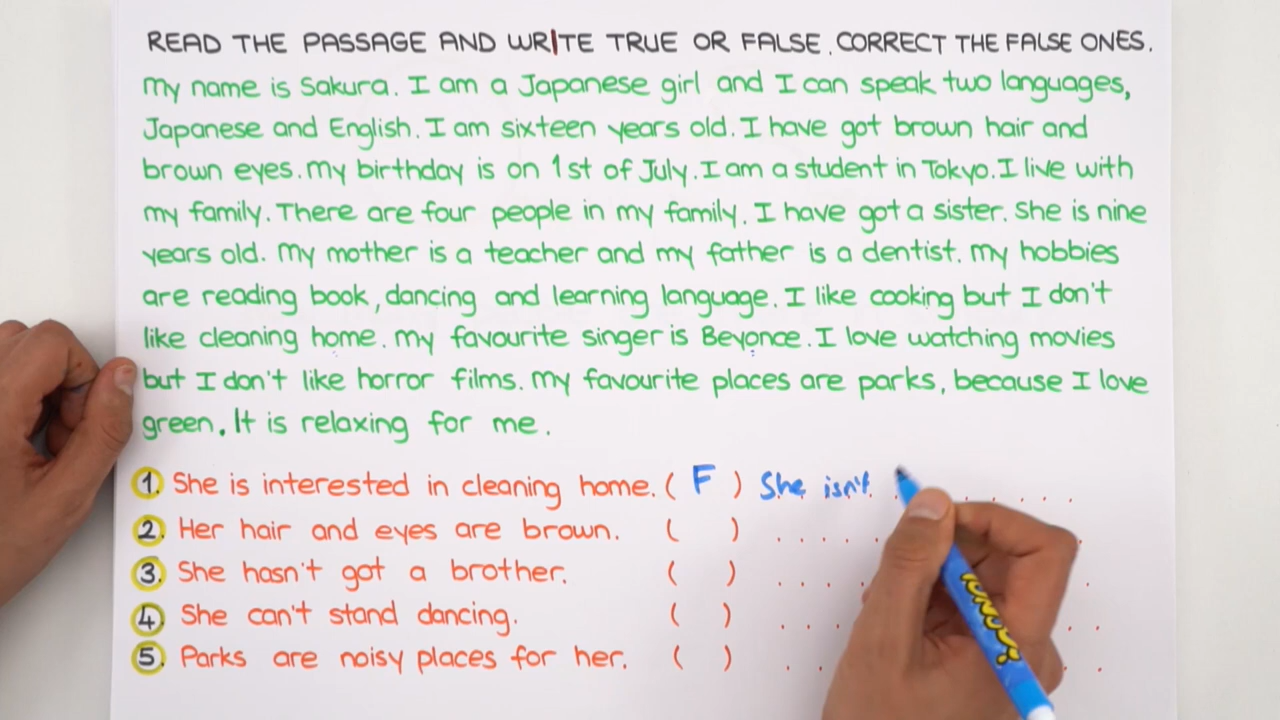 READ THE PASSAGE AND WRITE TRUE OR FALSE. CORRECT THE FALSE ONES.
My name is Sakura. I am a Japanese girl and I can speak two languages,
Japanese and English. I am sixteen years old. I have got brown hair and
brown eyes. My birthday is on 1st of July. I am a student in Tokyo. I live with
my family. There are four people in my family. I have got a sister. She is nine
years old. My mother is a teacher and my father is a dentist. My hobbies
are reading book, dancing and learning language. I like cooking but I don't
like cleaning home. My favourite singer is Beyonce. I love watching movies
but I don't like horror films. My favourite places are parks, because I love
green. It is relaxing for me.
1. She is interested in cleaning home. ( F ) She isn't
2. Her hair and eyes are brown. ( ) . . . . . .
3. She hasn't got a brother. ( ) . . . . .
4. She can't stand dancing. ( ) . . . . .
5. Parks are noisy places for her. ( ) . . . .